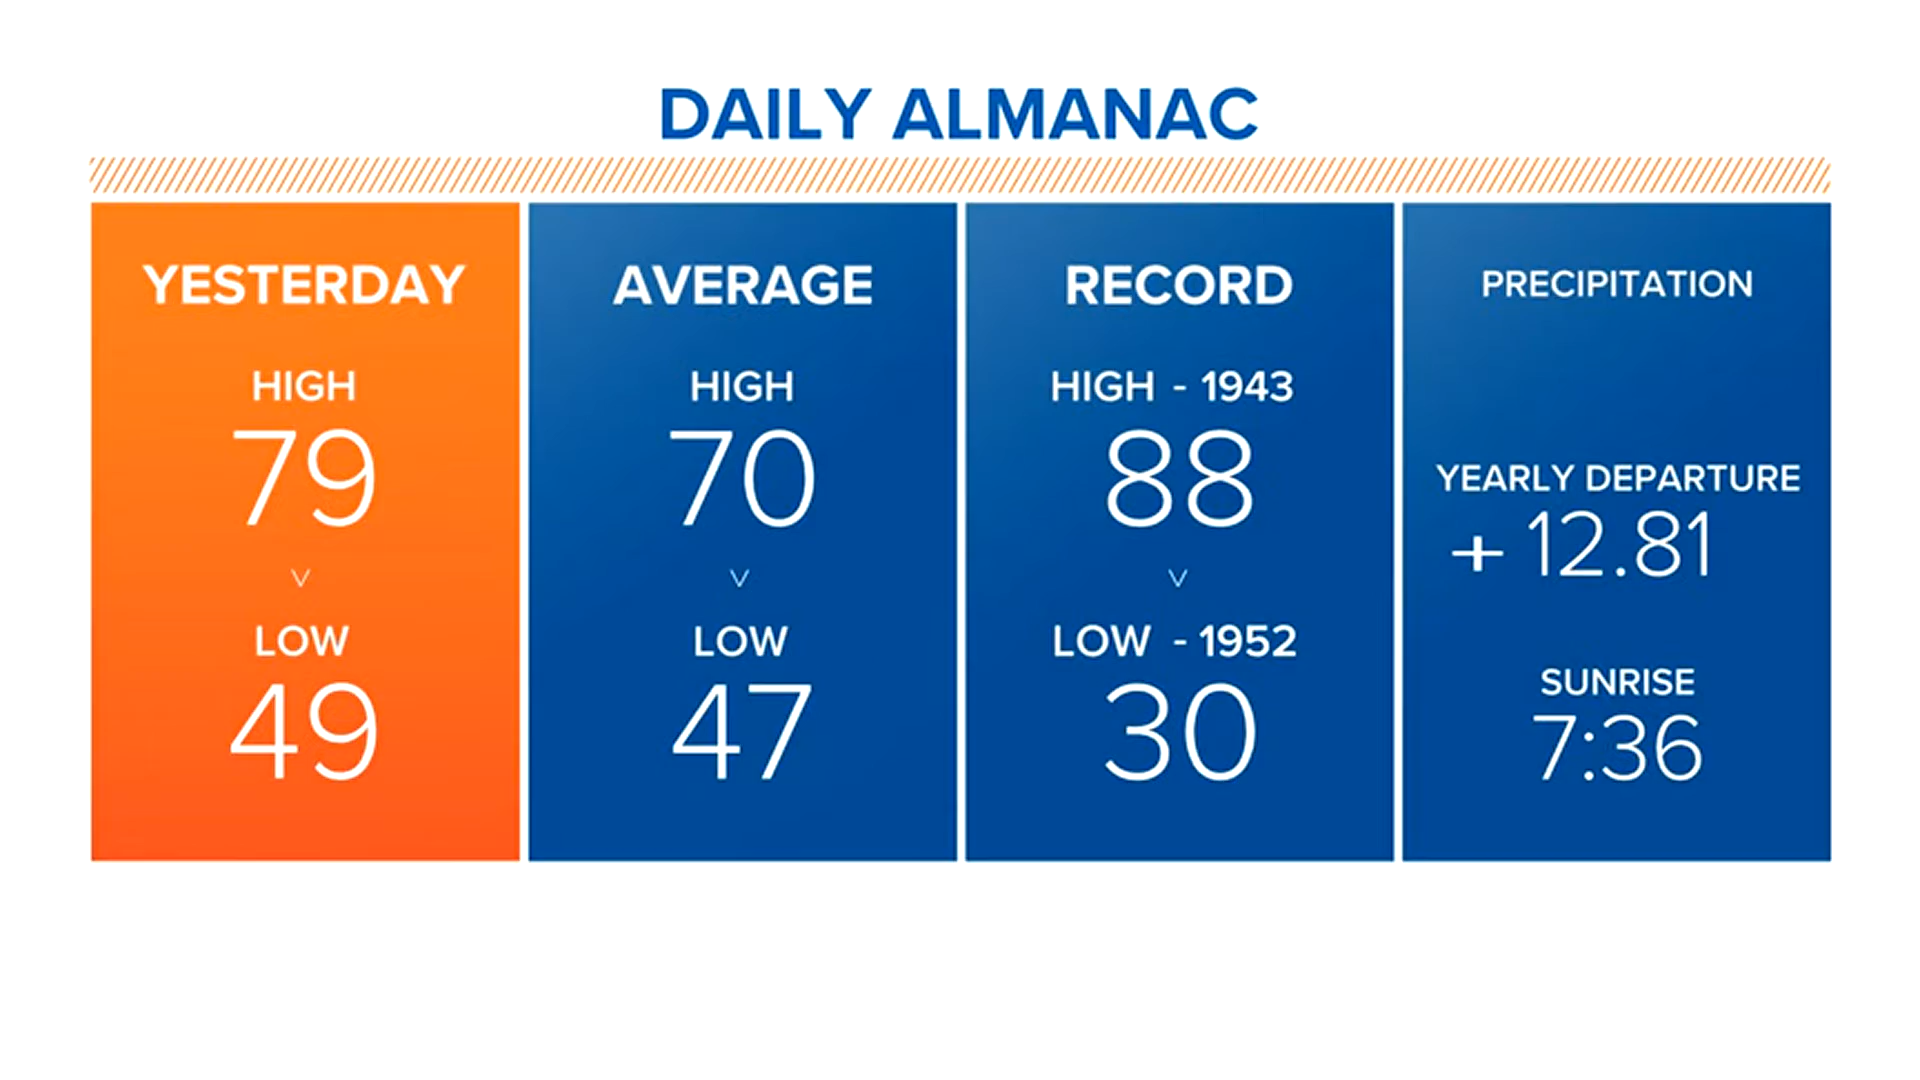 DAILY ALMANAC
YESTERDAY
HIGH
79
LOW
49
AVERAGE
HIGH
70
LOW
47
RECORD
HIGH - 1943
88
LOW - 1952
30
PRECIPITATION
YEARLY DEPARTURE
+ 12.81
SUNRISE
7:36